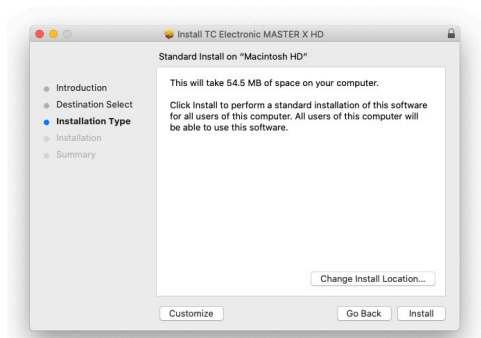 Install TC Electronic MASTER X HD
Standard Install on “Macintosh HD”
Introduction
Destination Select
Installation Type
Installation
Summary
This will take 54.5 MB of space on your computer.
Click Install to perform a standard installation of this software
for all users of this computer. All users of this computer will
be able to use this software.
Change Install Location...
Customize
Go Back
Install